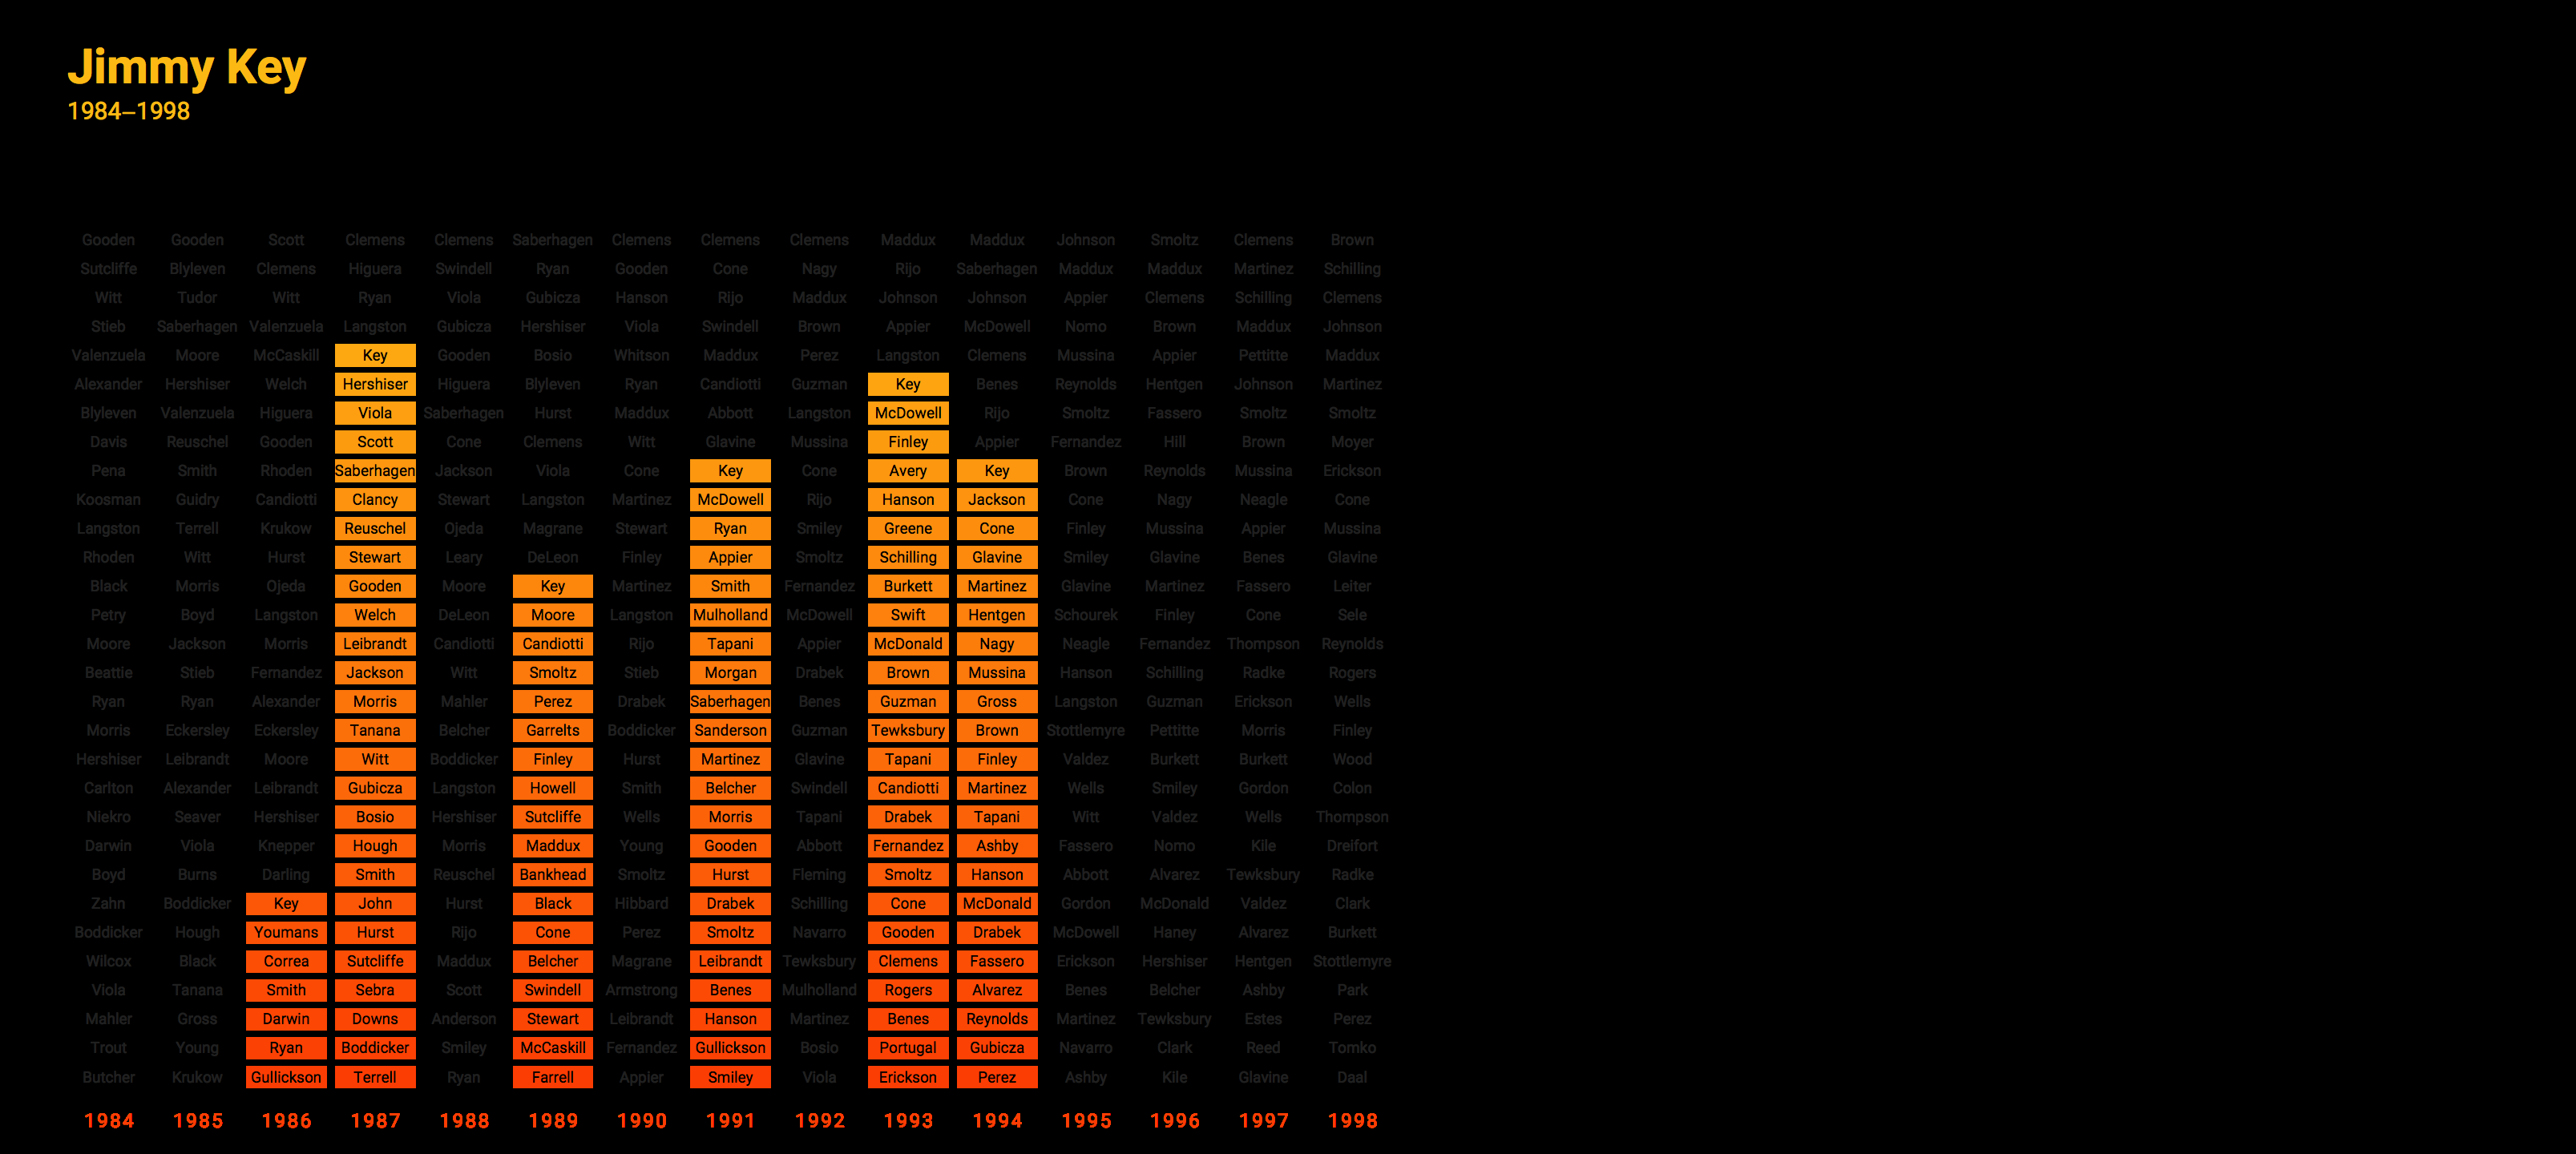 Jimmy Key
1984–1998
Gooden Gooden Scott Clemens Clemens Saberhagen Clemens Clemens Clemens Maddux Maddux Johnson Smoltz Clemens Brown
Sutcliffe Blyleven Clemens Higuera Swindell Ryan Gooden Cone Nagy Rijo Saberhagen Maddux Maddux Martinez Schilling
Witt Tudor Witt Ryan Viola Gubicza Hanson Rijo Maddux Johnson Johnson Appier Clemens Schilling Clemens
Stieb Saberhagen Valenzuela Langston Gubicza Hershiser Viola Swindell Brown Appier McDowell Nomo Brown Maddux Johnson
Valenzuela Moore McCaskill Key Gooden Bosio Whitson Maddux Perez Langston Clemens Mussina Appier Pettitte Maddux
Alexander Hershiser Welch Hershiser Higuera Blyleven Ryan Candiotti Guzman Key Benes Reynolds Hentgen Johnson Martinez
Blyleven Valenzuela Higuera Viola Saberhagen Hurst Maddux Abbott Langston McDowell Rijo Smoltz Fassero Smoltz Smoltz
Davis Reuschel Gooden Scott Cone Clemens Witt Glavine Mussina Finley Appier Fernandez Hill Brown Moyer
Pena Smith Rhoden Saberhagen Jackson Viola Cone Key Cone Avery Key Brown Reynolds Mussina Erickson
Koosman Guidry Candiotti Clancy Stewart Langston Martinez McDowell Rijo Hanson Jackson Cone Nagy Neagle Cone
Langston Terrell Krukow Reuschel Ojeda Magrane Stewart Ryan Smiley Greene Cone Finley Mussina Appier Mussina
Rhoden Witt Hurst Stewart Leary DeLeon Finley Appier Smoltz Schilling Glavine Smiley Glavine Benes Glavine
Black Morris Ojeda Gooden Moore Key Martinez Smith Fernandez Burkett Martinez Glavine Martinez Fassero Leiter
Petry Boyd Langston Welch DeLeon Moore Langston Mulholland McDowell Swift Hentgen Schourek Finley Cone Sele
Moore Jackson Morris Leibrandt Candiotti Candiotti Rijo Tapani Appier McDonald Nagy Neagle Fernandez Thompson Reynolds
Beattie Stieb Fernandez Jackson Witt Smoltz Stieb Morgan Drabek Brown Mussina Hanson Schilling Radke Rogers
Ryan Ryan Alexander Morris Mahler Perez Drabek Saberhagen Benes Guzman Gross Langston Guzman Erickson Wells
Morris Eckersley Eckersley Tanana Belcher Garrelts Boddicker Sanderson Guzman Tewksbury Brown Stottlemyre Pettitte Morris Finley
Hershiser Leibrandt Moore Witt Boddicker Finley Hurst Martinez Glavine Tapani Finley Valdez Burkett Burkett Wood
Carlton Alexander Leibrandt Gubicza Langston Howell Smith Belcher Swindell Candiotti Martinez Wells Smiley Gordon Colon
Niekro Seaver Hershiser Bosio Hershiser Sutcliffe Wells Morris Tapani Drabek Tapani Witt Valdez Wells Thompson
Darwin Viola Knepper Hough Morris Maddux Young Gooden Abbott Fernandez Ashby Fassero Nomo Kile Dreifort
Boyd Burns Darling Smith Reuschel Bankhead Smoltz Hurst Fleming Smoltz Hanson Abbott Alvarez Tewksbury Radke
Zahn Boddicker Key John Hurst Black Hibbard Drabek Schilling Cone McDonald Gordon McDonald Valdez Clark
Boddicker Hough Youmans Hurst Rijo Cone Perez Smoltz Navarro Gooden Drabek McDowell Haney Alvarez Burkett
Wilcox Black Correa Sutcliffe Maddux Belcher Magrane Leibrandt Tewksbury Clemens Fassero Erickson Hershiser Hentgen Stottlemyre
Viola Tanana Smith Sebra Scott Swindell Armstrong Benes Mulholland Rogers Alvarez Benes Belcher Ashby Park
Mahler Gross Darwin Downs Anderson Stewart Leibrandt Hanson Martinez Benes Reynolds Martinez Tewksbury Estes Perez
Trout Young Ryan Boddicker Smiley McCaskill Fernandez Gullickson Bosio Portugal Gubicza Navarro Clark Reed Tomko
Butcher Krukow Gullickson Terrell Ryan Farrell Appier Smiley Viola Erickson Perez Ashby Kile Glavine Daal
1984 1985 1986 1987 1988 1989 1990 1991 1992 1993 1994 1995 1996 1997 1998